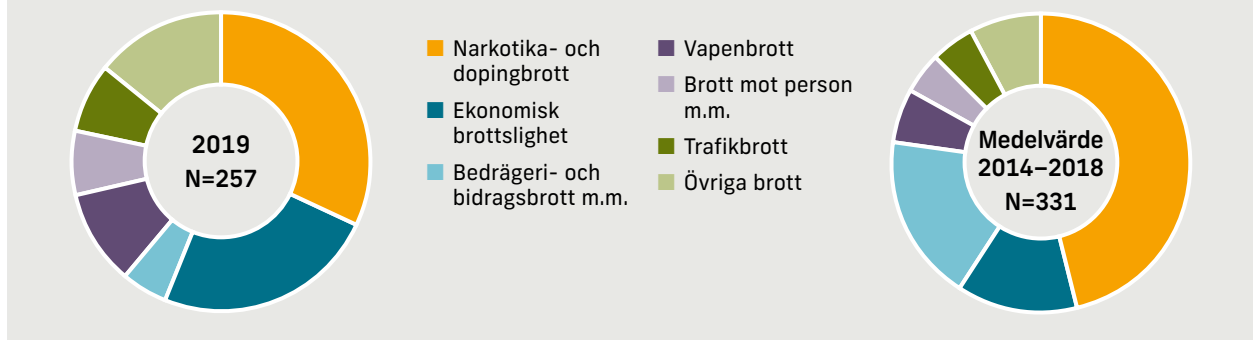 2019
N=257
Narkotika- och
dopingbrott
Ekonomisk
brottslighet
Bedrägeri- och
bidragsbrott m.m.
Vapenbrott
Brott mot person
m.m.
Trafikbrott
Övriga brott
Medelvärde
2014–2018
N=331